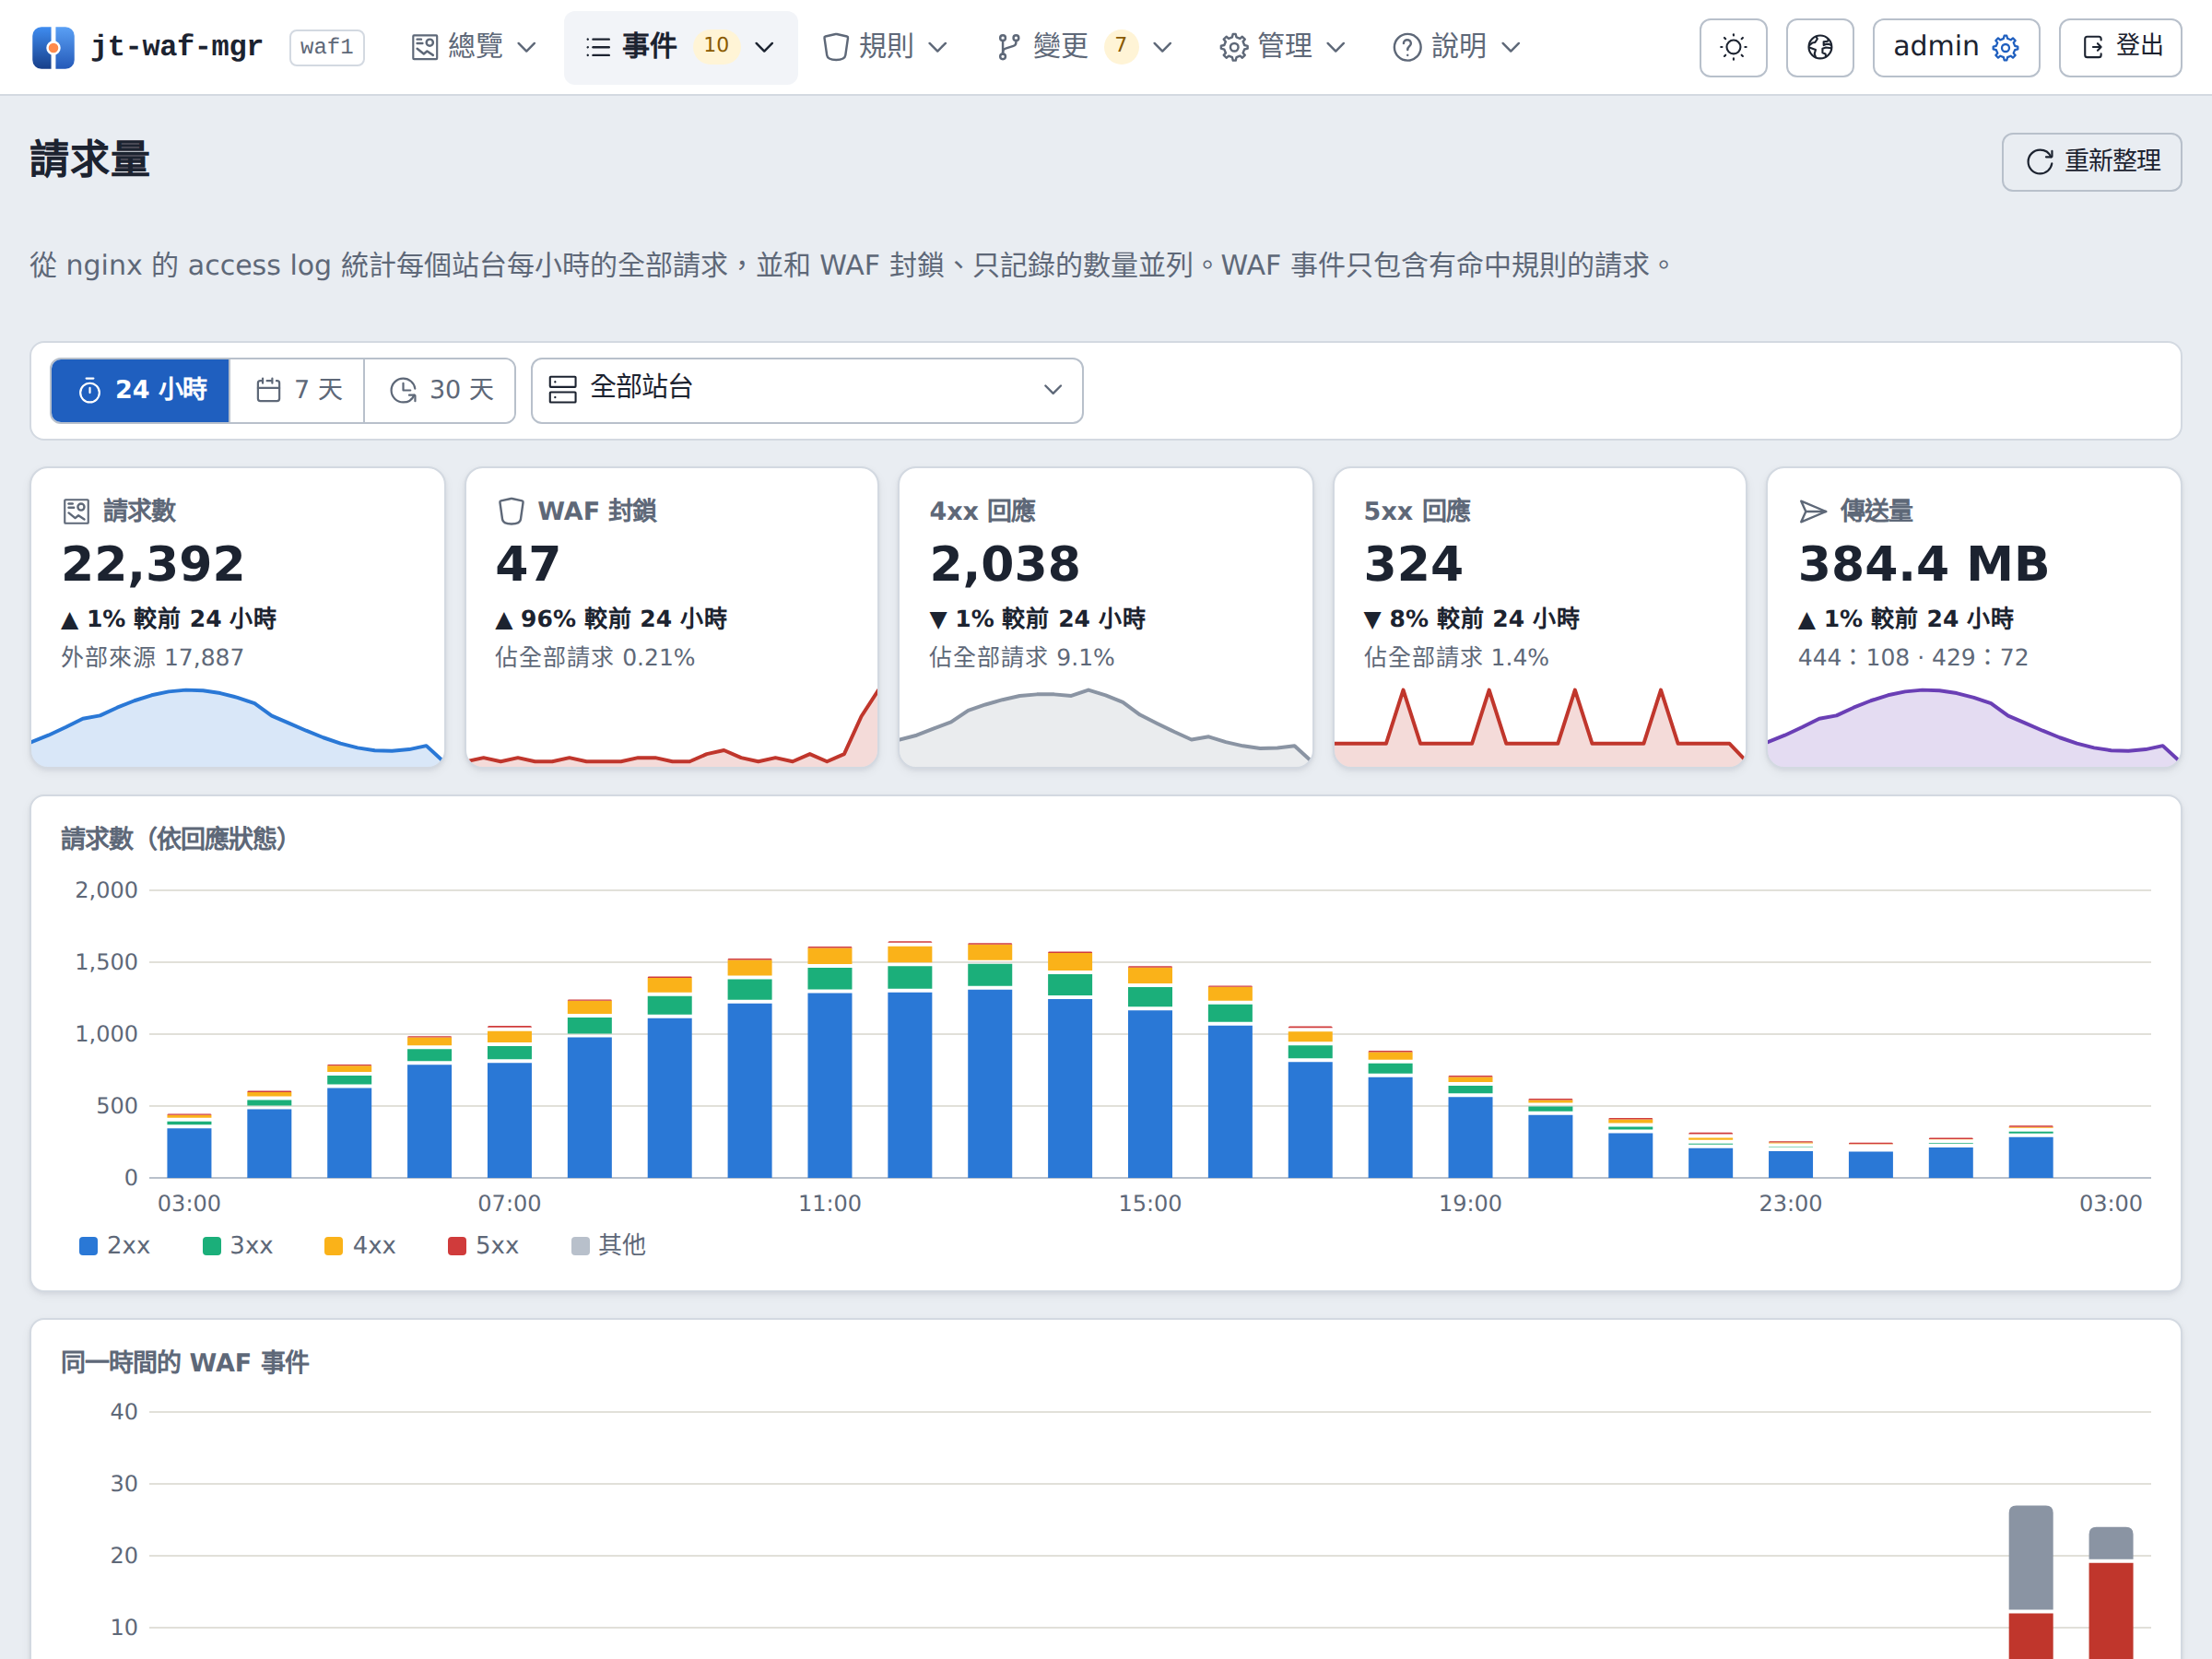 jt-waf-mgr waf1 總覽 事件 10 規則 變更 7 管理 說明 admin 登出
請求量
重新整理
從 nginx 的 access log 統計每個站台每小時的全部請求，並和 WAF 封鎖、只記錄的數量並列。WAF 事件只包含有命中規則的請求。
24 小時 7 天 30 天 全部站台
請求數 WAF 封鎖 4xx 回應 5xx 回應 傳送量
22,392 47 2,038 324 384.4 MB
▲ 1% 較前 24 小時 ▲ 96% 較前 24 小時 ▼ 1% 較前 24 小時 ▼ 8% 較前 24 小時 ▲ 1% 較前 24 小時
外部來源 17,887 佔全部請求 0.21% 佔全部請求 9.1% 佔全部請求 1.4% 444：108 · 429：72
請求數（依回應狀態）
2,000
1,500
1,000
500
0
03:00 07:00 11:00 15:00 19:00 23:00 03:00
2xx 3xx 4xx 5xx 其他
同一時間的 WAF 事件
40
30
20
10